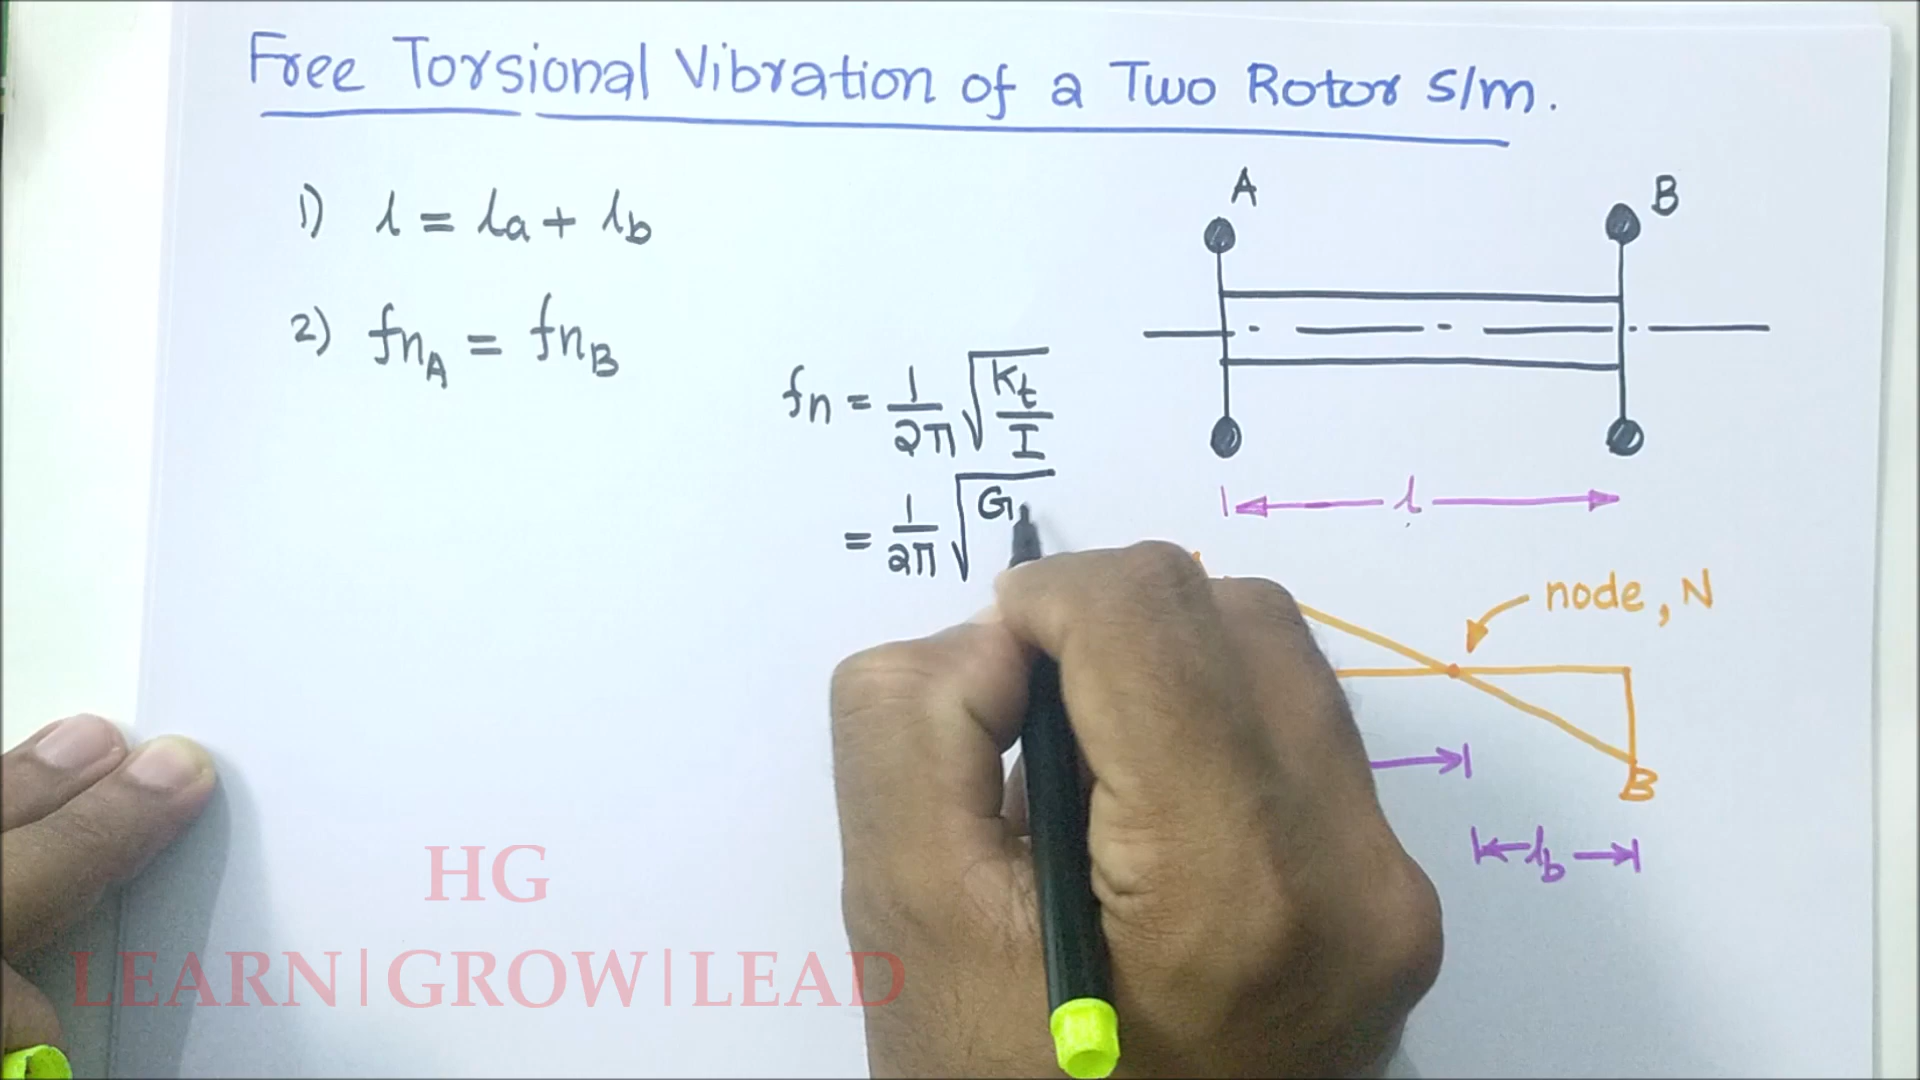 Free Torsional Vibration of a Two Rotor S/m.
1) l = la + lb
2) fnA = fnB
fn = 1/2π √Kt/I
= 1/2π √G
A
B
l
node, N
B
lb
HG
LEARN|GROW|LEAD